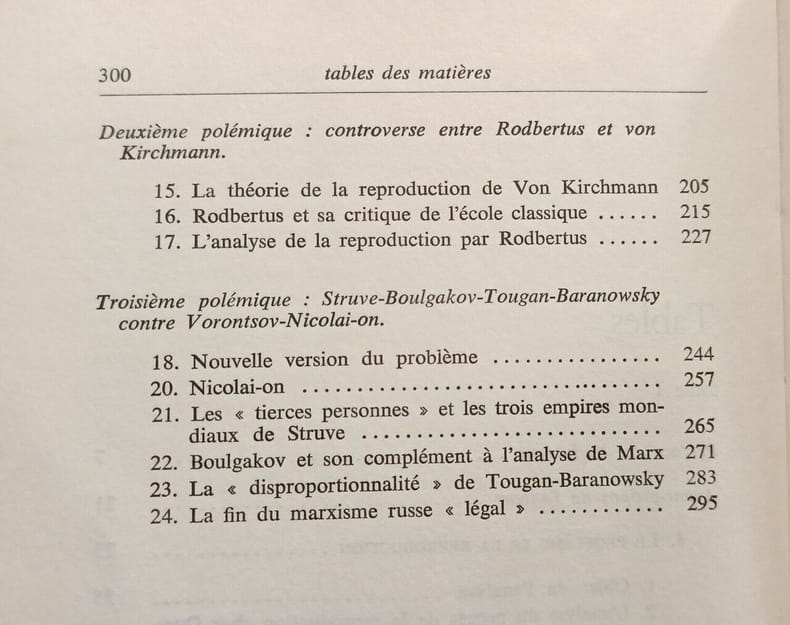 300 tables des matières
Deuxième polémique : controverse entre Rodbertus et von
Kirchmann.
15. La théorie de la reproduction de Von Kirchmann 205
16. Rodbertus et sa critique de l'école classique ...... 215
17. L'analyse de la reproduction par Rodbertus ...... 227
Troisième polémique : Struve-Boulgakov-Tougan-Baranowsky
contre Vorontsov-Nicolai-on.
18. Nouvelle version du problème ................ 244
20. Nicolai-on .................................. 257
21. Les « tierces personnes » et les trois empires mon-
diaux de Struve ............................. 265
22. Boulgakov et son complément à l'analyse de Marx 271
23. La « disproportionnalité » de Tougan-Baranowsky 283
24. La fin du marxisme russe « légal » ............ 295